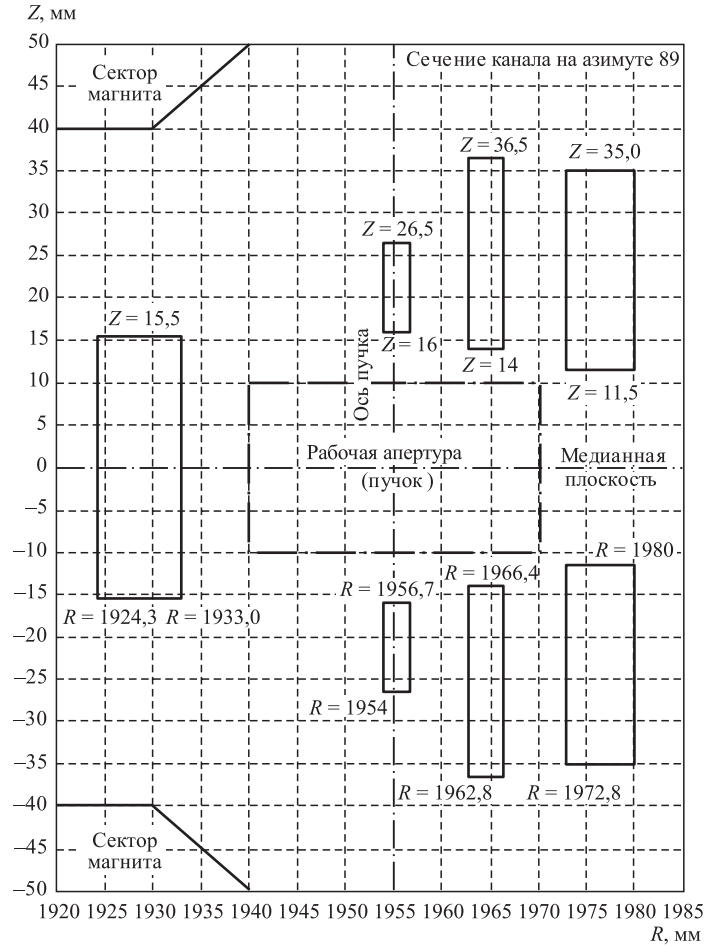 Z, мм
50
Сечение канала на азимуте 89
Сектор
магнита
45
40
Z = 36,5
Z = 35,0
35
30
Z = 26,5
25
20
Z = 15,5
Z = 16
15
Z = 14
Ось пучка
10
Z = 11,5
5
Рабочая апертура
(пучок)
Медианная
плоскость
0
–5
–10
R = 1980
R = 1966,4
R = 1956,7
–15
R = 1924,3
R = 1933,0
–20
–25
R = 1954
–30
–35
R = 1962,8
R = 1972,8
–40
Сектор
магнита
–45
–50
1920 1925 1930 1935 1940 1945 1950 1955 1960 1965 1970 1975 1980 1985
R, мм